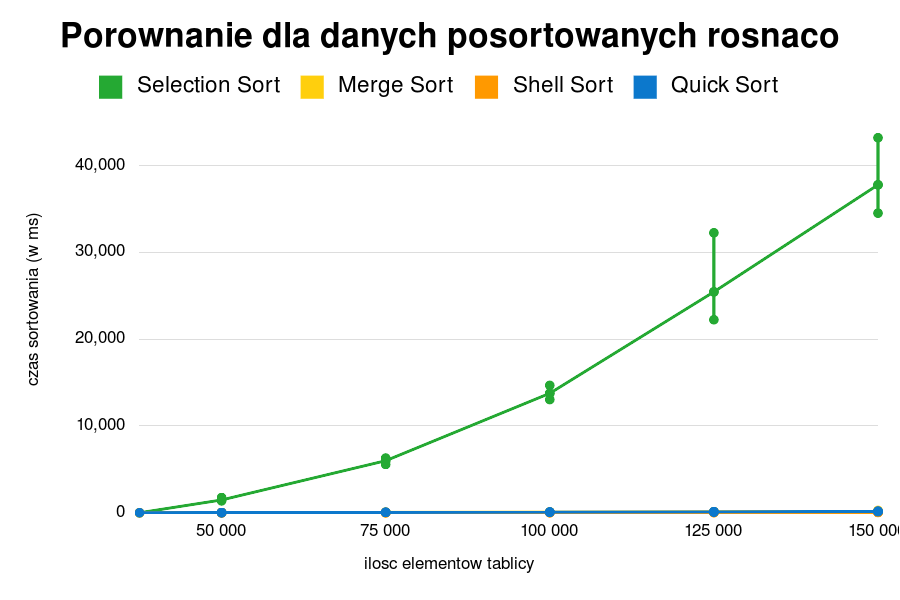 Porownanie dla danych posortowanych rosnaco
Selection Sort Merge Sort Shell Sort Quick Sort
40,000
30,000
20,000
10,000
0
czas sortowania (w ms)
50 000 75 000 100 000 125 000 150 000
ilosc elementow tablicy